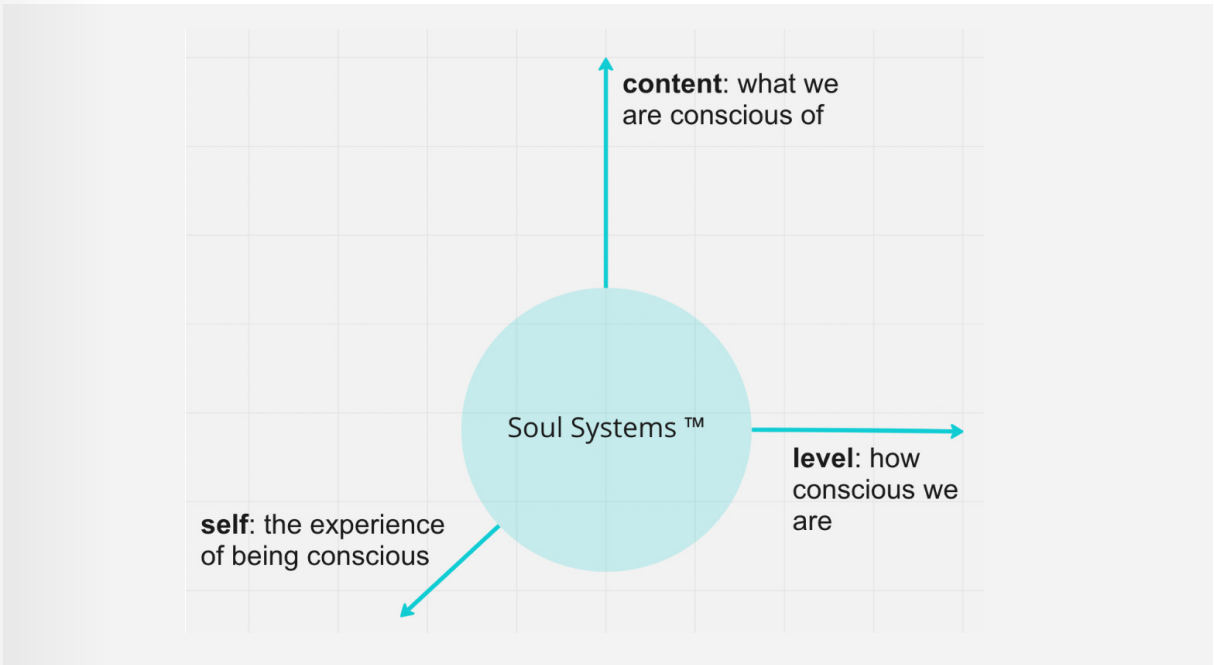 content: what we
are conscious of
Soul Systems ™
level: how
conscious we
are
self: the experience
of being conscious